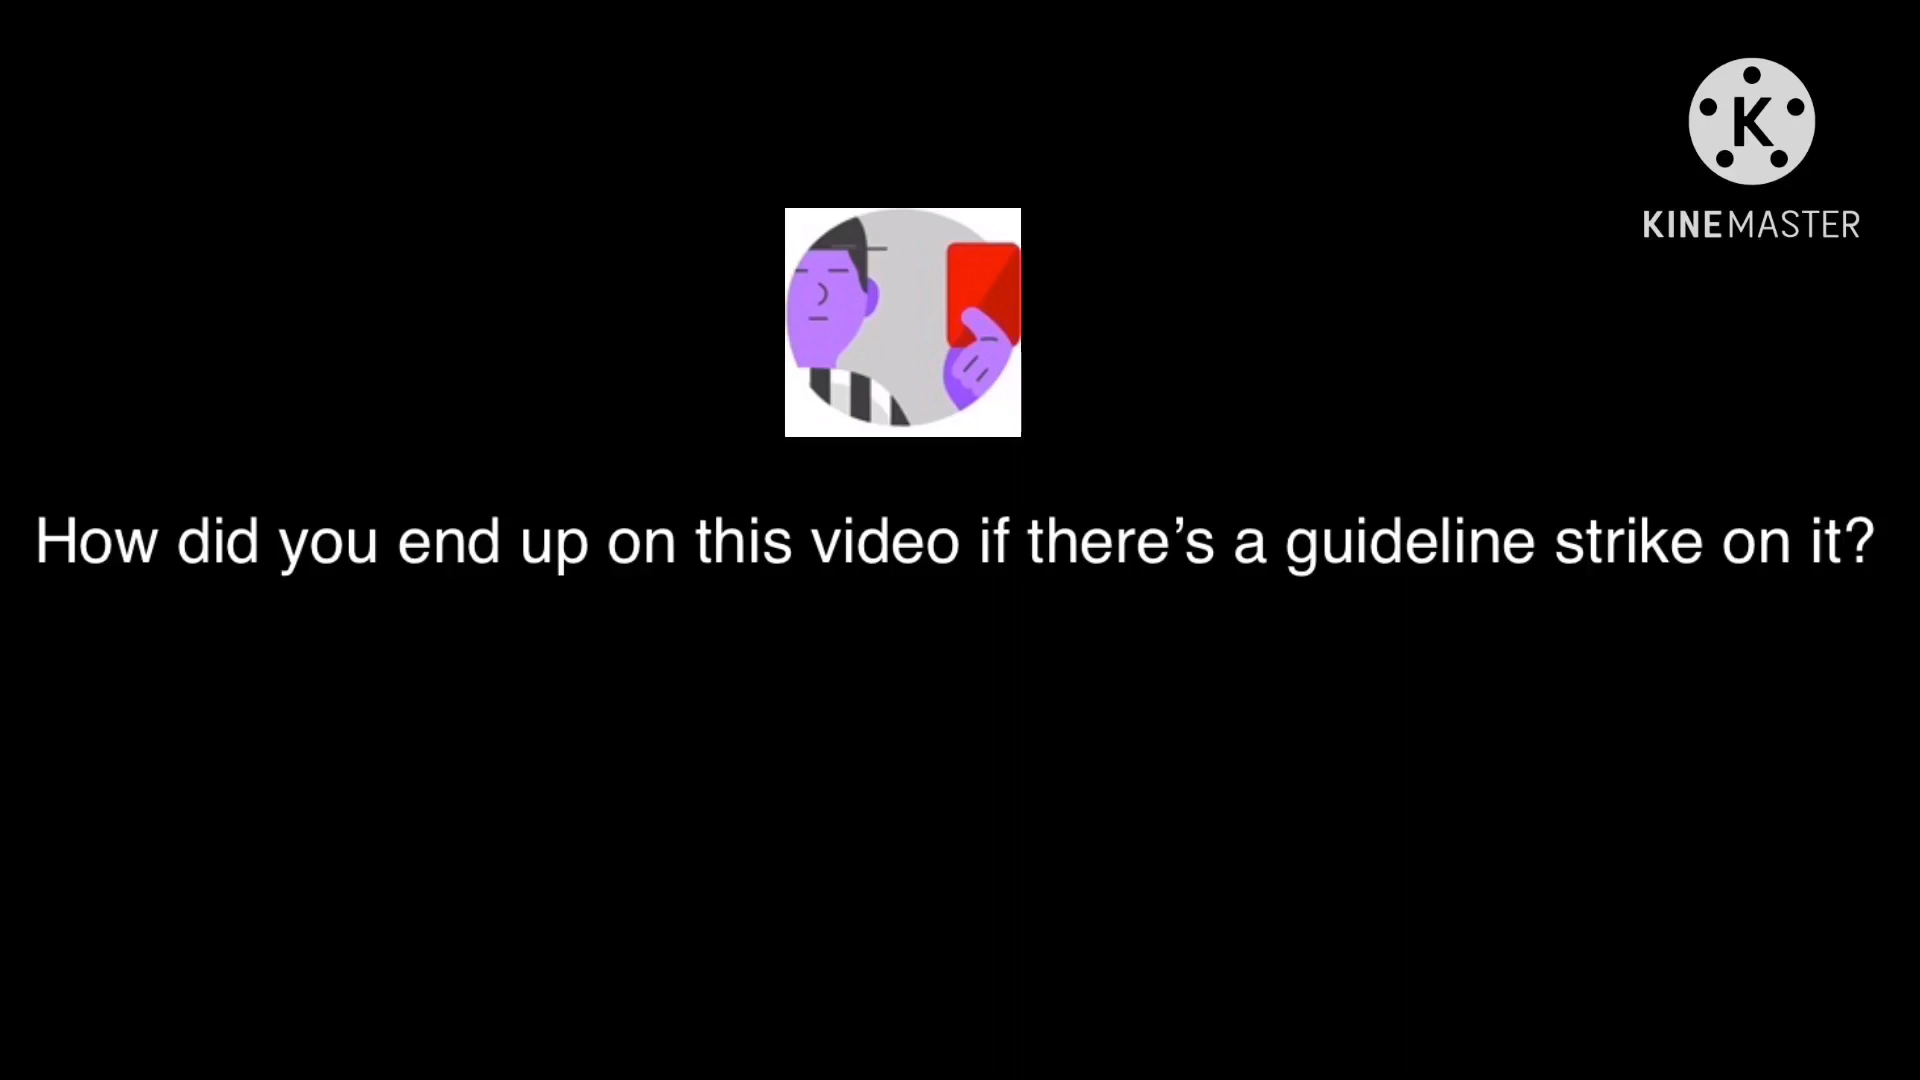 K
KINEMASTER
How did you end up on this video if there’s a guideline strike on it?